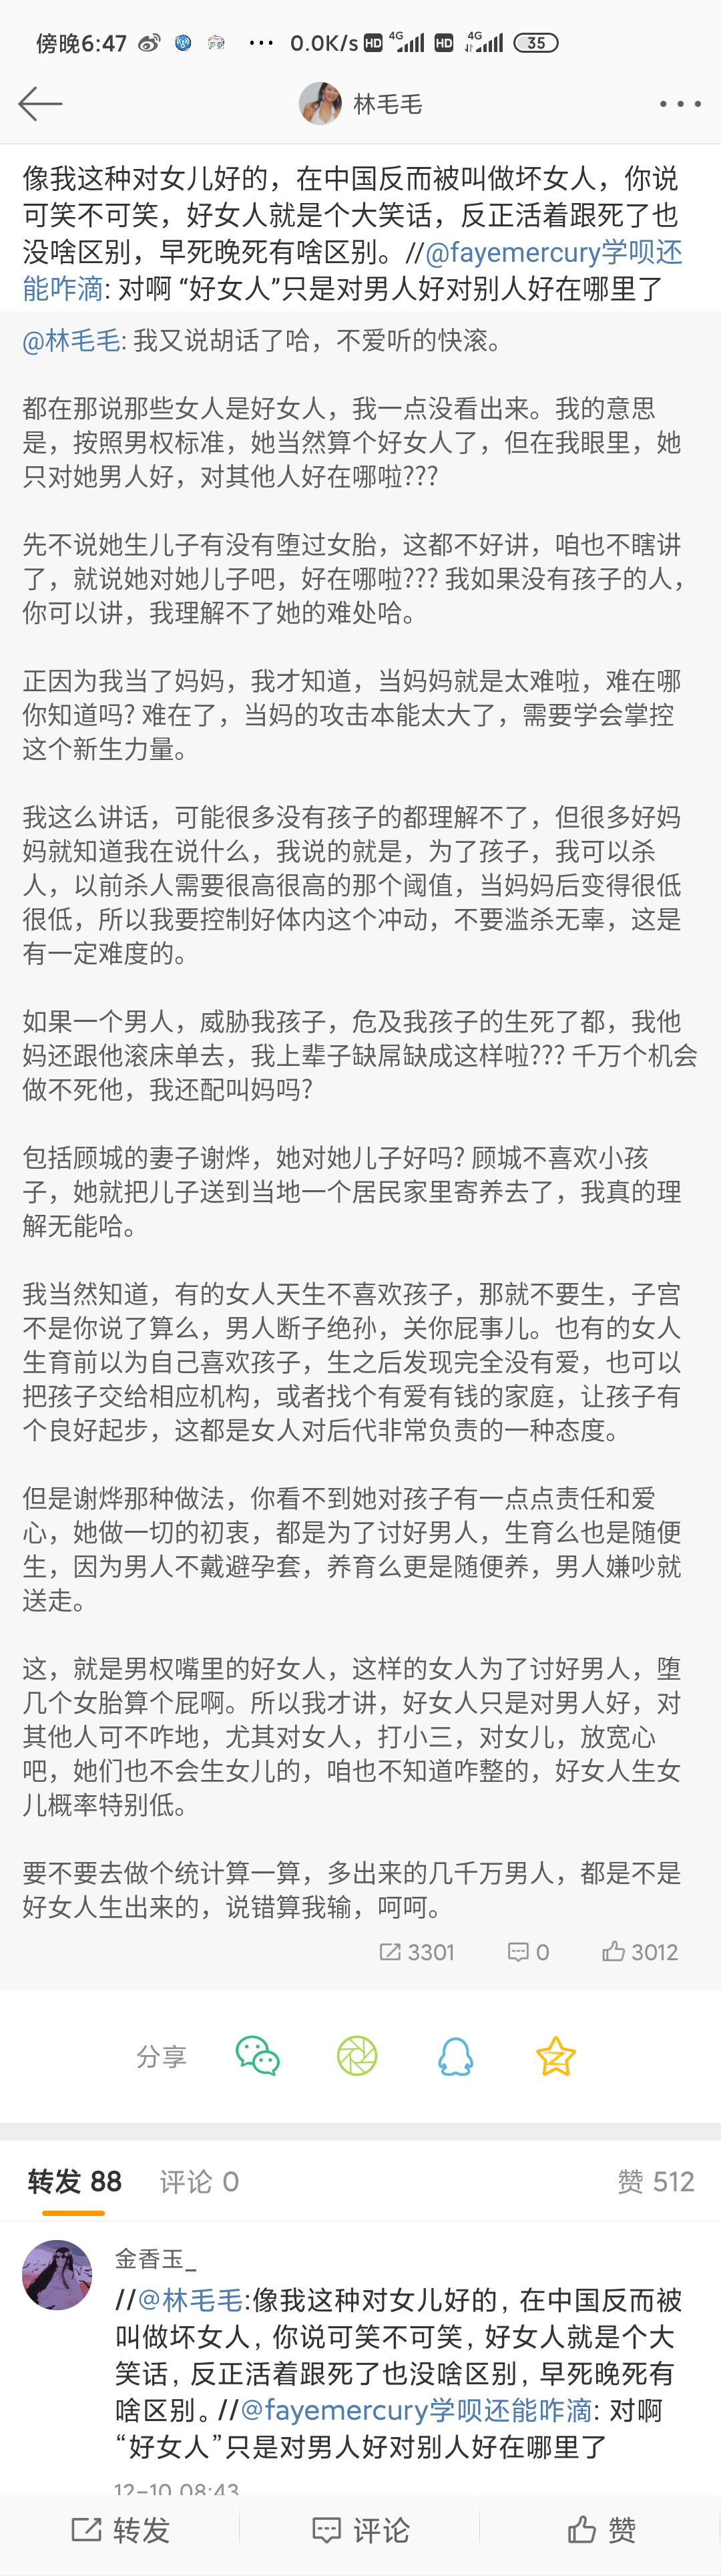 傍晚6:47 ... 0.0K/s HD 4G HD 4G 35
林毛毛
像我这种对女儿好的，在中国反而被叫做坏女人，你说
可笑不可笑，好女人就是个大笑话，反正活着跟死了也
没啥区别，早死晚死有啥区别。//@fayemercury学呗还
能咋滴: 对啊 “好女人”只是对男人好对别人好在哪里了
@林毛毛: 我又说胡话了哈，不爱听的快滚。
都在那说那些女人是好女人，我一点没看出来。我的意思
是，按照男权标准，她当然算个好女人了，但在我眼里，她
只对她男人好，对其他人好在哪啦???
先不说她生儿子有没有堕过女胎，这都不好讲，咱也不瞎讲
了，就说她对她儿子吧，好在哪啦??? 我如果没有孩子的人，
你可以讲，我理解不了她的难处哈。
正因为我当了妈妈，我才知道，当妈妈就是太难啦，难在哪
你知道吗? 难在了，当妈的攻击本能太大了，需要学会掌控
这个新生力量。
我这么讲话，可能很多没有孩子的都理解不了，但很多好妈
妈就知道我在说什么，我说的就是，为了孩子，我可以杀
人，以前杀人需要很高很高的那个阈值，当妈妈后变得很低
很低，所以我要控制好体内这个冲动，不要滥杀无辜，这是
有一定难度的。
如果一个男人，威胁我孩子，危及我孩子的生死了都，我他
妈还跟他滚床单去，我上辈子缺屌缺成这样啦??? 千万个机会
做不死他，我还配叫妈吗?
包括顾城的妻子谢烨，她对她儿子好吗? 顾城不喜欢小孩
子，她就把儿子送到当地一个居民家里寄养去了，我真的理
解无能哈。
我当然知道，有的女人天生不喜欢孩子，那就不要生，子宫
不是你说了算么，男人断子绝孙，关你屁事儿。也有的女人
生育前以为自己喜欢孩子，生之后发现完全没有爱，也可以
把孩子交给相应机构，或者找个有爱有钱的家庭，让孩子有
个良好起步，这都是女人对后代非常负责的一种态度。
但是谢烨那种做法，你看不到她对孩子有一点点责任和爱
心，她做一切的初衷，都是为了讨好男人，生育么也是随便
生，因为男人不戴避孕套，养育么更是随便养，男人嫌吵就
送走。
这，就是男权嘴里的好女人，这样的女人为了讨好男人，堕
几个女胎算个屁啊。所以我才讲，好女人只是对男人好，对
其他人可不咋地，尤其对女人，打小三，对女儿，放宽心
吧，她们也不会生女儿的，咱也不知道咋整的，好女人生女
儿概率特别低。
要不要去做个统计算一算，多出来的几千万男人，都是不是
好女人生出来的，说错算我输，呵呵。
3301 0 3012
分享
转发 88 评论 0 赞 512
金香玉_
//@林毛毛:像我这种对女儿好的，在中国反而被
叫做坏女人，你说可笑不可笑，好女人就是个大
笑话，反正活着跟死了也没啥区别，早死晚死有
啥区别。//@fayemercury学呗还能咋滴: 对啊
“好女人”只是对男人好对别人好在哪里了
12-10 08:43
转发 评论 赞